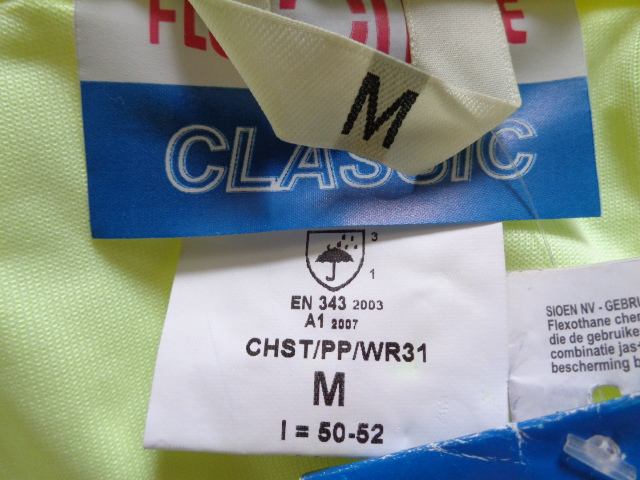 FL
E
M
CLASSIC
3
1
EN 343 2003
A1 2007
CHST/PP/WR31
M
I = 50-52
SIOEN NV - GEBRU
Flexothane che
die de gebruike
combinatie jas+
bescherming b